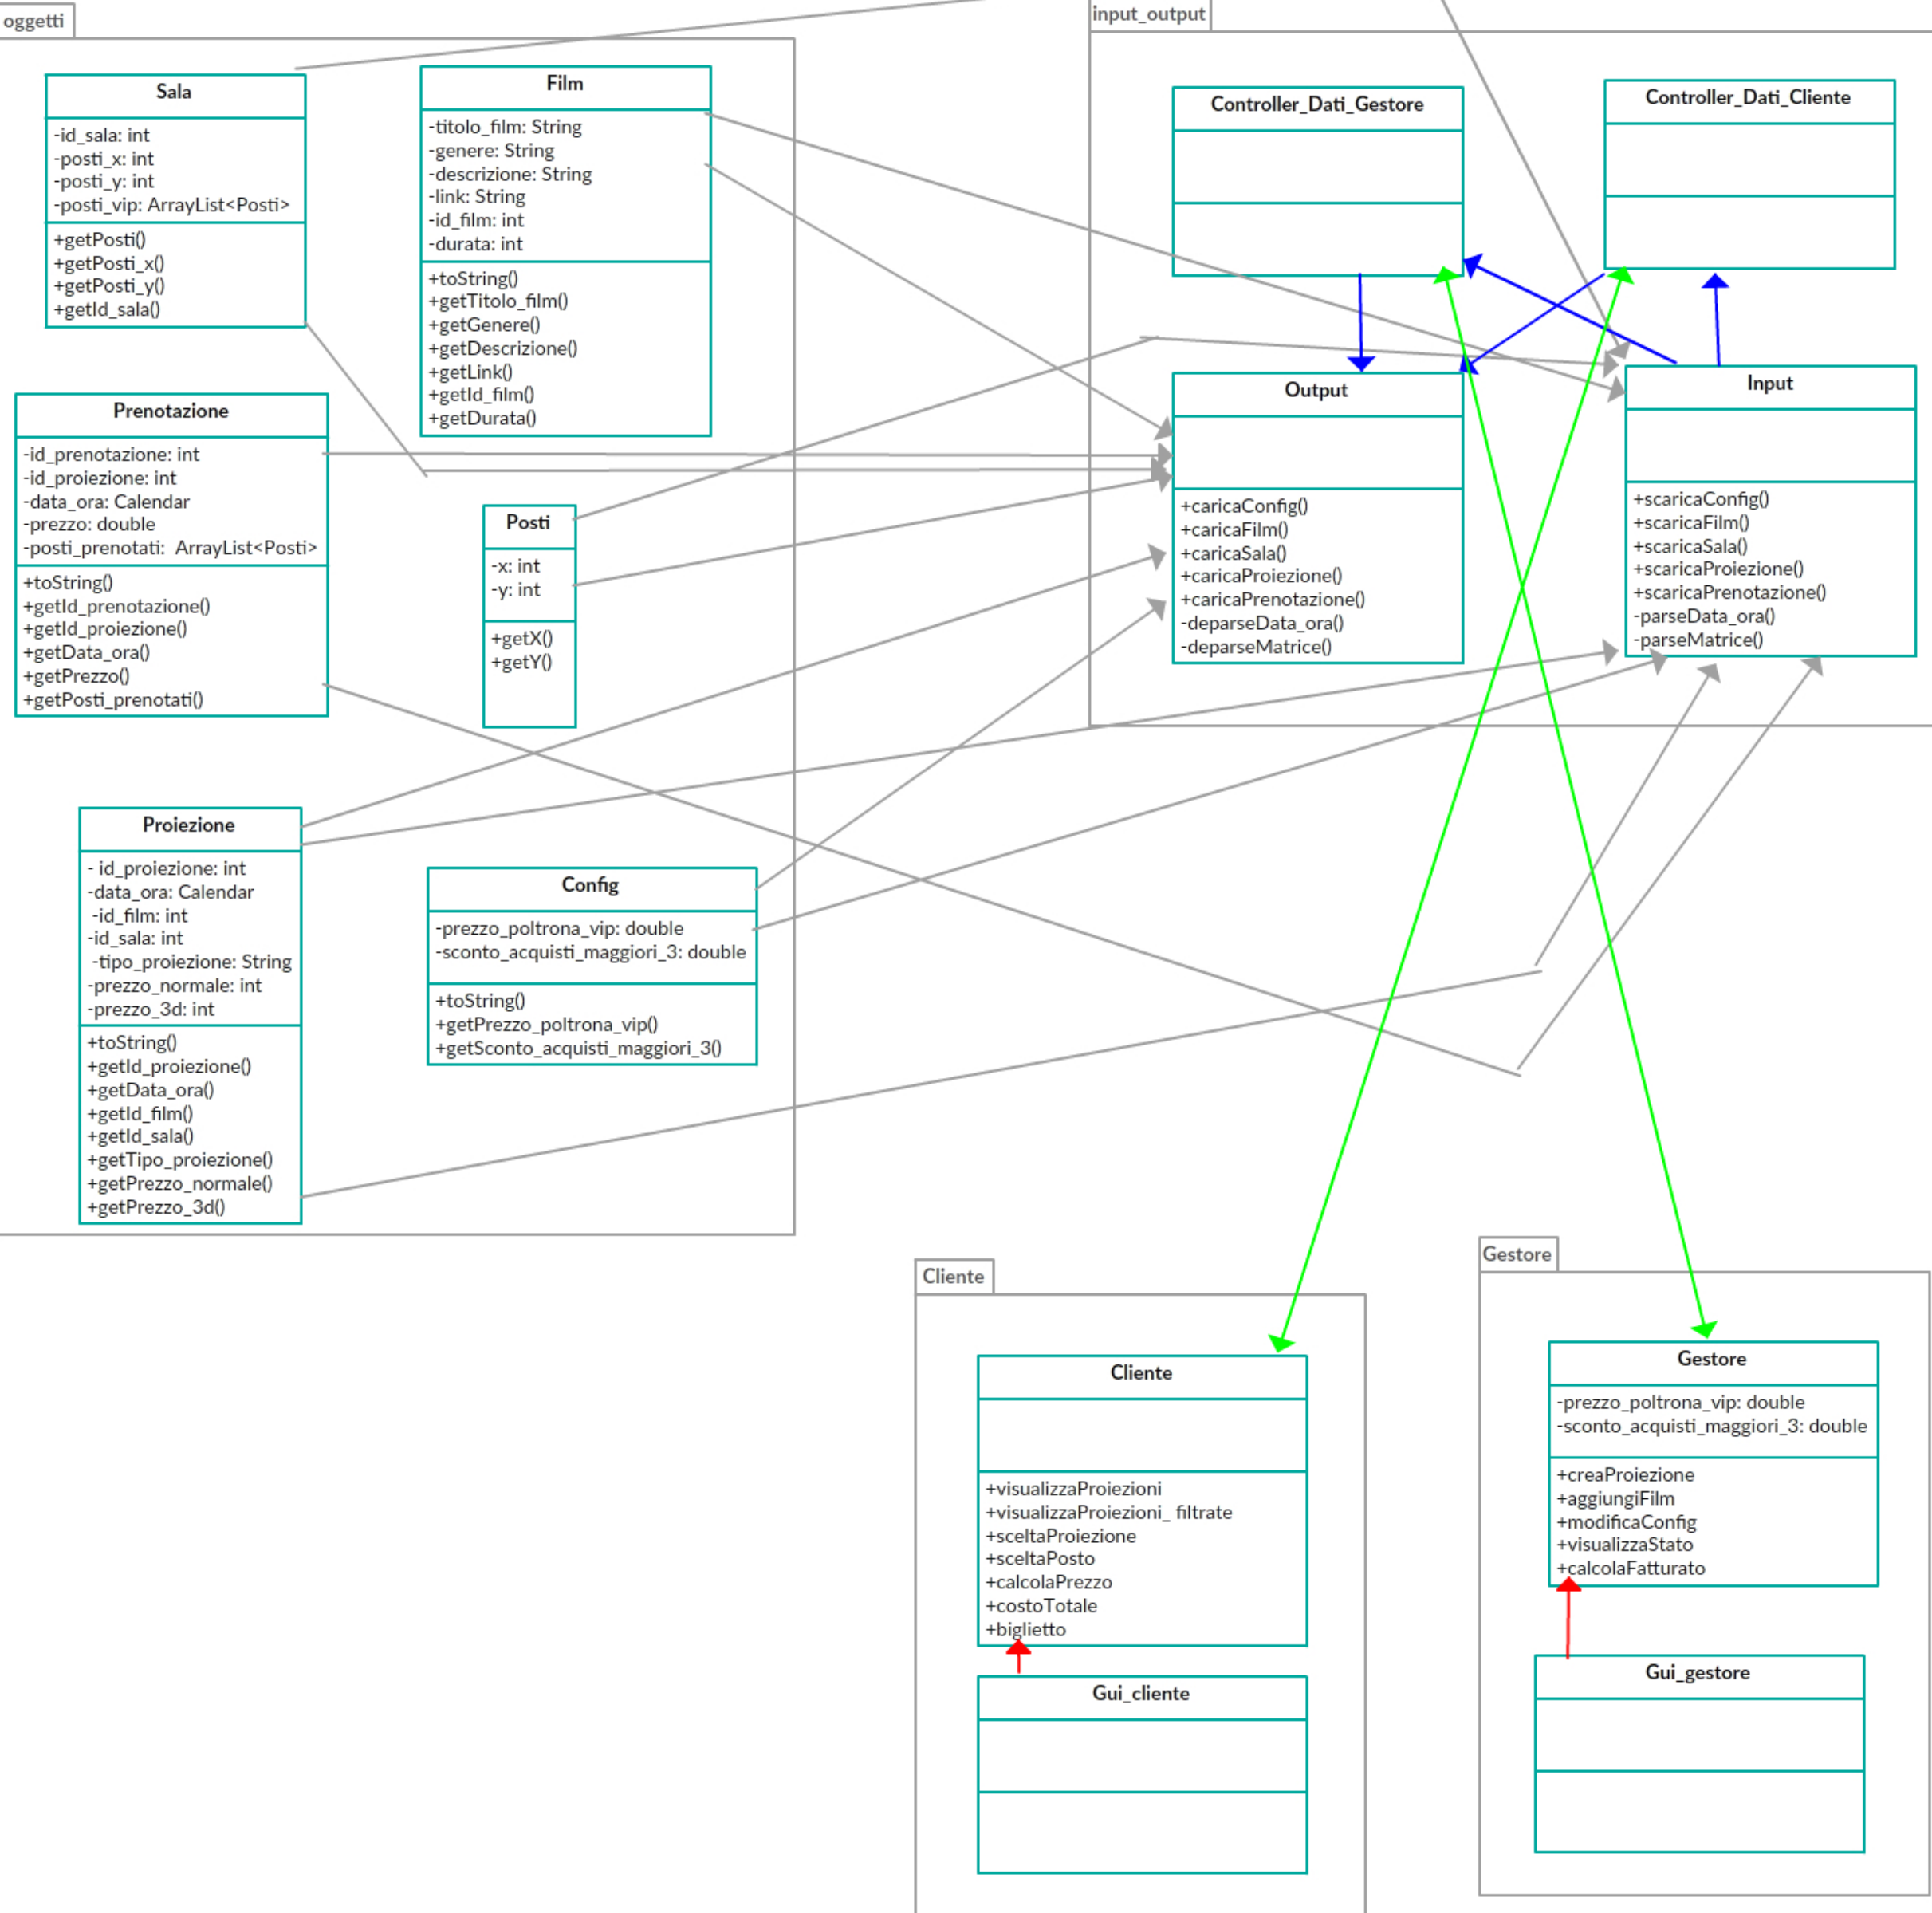 oggetti
Sala
-id_sala: int
-posti_x: int
-posti_y: int
-posti_vip: ArrayList<Posti>
+getPosti()
+getPosti_x()
+getPosti_y()
+getId_sala()
Film
-titolo_film: String
-genere: String
-descrizione: String
-link: String
-id_film: int
-durata: int
+toString()
+getTitolo_film()
+getGenere()
+getDescrizione()
+getLink()
+getId_film()
+getDurata()
Prenotazione
-id_prenotazione: int
-id_proiezione: int
-data_ora: Calendar
-prezzo: double
-posti_prenotati:  ArrayList<Posti>
+toString()
+getId_prenotazione()
+getId_proiezione()
+getData_ora()
+getPrezzo()
+getPosti_prenotati()
Posti
-x: int
-y: int
+getX()
+getY()
Proiezione
- id_proiezione: int
-data_ora: Calendar
-id_film: int
-id_sala: int
-tipo_proiezione: String
-prezzo_normale: int
-prezzo_3d: int
+toString()
+getId_proiezione()
+getData_ora()
+getId_film()
+getId_sala()
+getTipo_proiezione()
+getPrezzo_normale()
+getPrezzo_3d()
Config
-prezzo_poltrona_vip: double
-sconto_acquisti_maggiori_3: double
+toString()
+getPrezzo_poltrona_vip()
+getSconto_acquisti_maggiori_3()
input_output
Controller_Dati_Gestore
Controller_Dati_Cliente
Output
+caricaConfig()
+caricaFilm()
+caricaSala()
+caricaProiezione()
+caricaPrenotazione()
-deparseData_ora()
-deparseMatrice()
Input
+scaricaConfig()
+scaricaFilm()
+scaricaSala()
+scaricaProiezione()
+scaricaPrenotazione()
-parseData_ora()
-parseMatrice()
Cliente
Cliente
+visualizzaProiezioni
+visualizzaProiezioni_ filtrate
+sceltaProiezione
+sceltaPosto
+calcolaPrezzo
+costoTotale
+biglietto
Gui_cliente
Gestore
Gestore
-prezzo_poltrona_vip: double
-sconto_acquisti_maggiori_3: double
+creaProiezione
+aggiungiFilm
+modificaConfig
+visualizzaStato
+calcolaFatturato
Gui_gestore